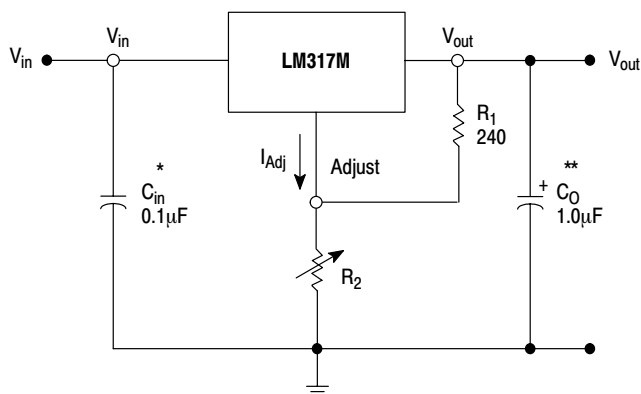 Vin
Vin
LM317M
Vout
Vout
R1
240
IAdj
Adjust
*
Cin
0.1µF
**
+
CO
1.0µF
R2